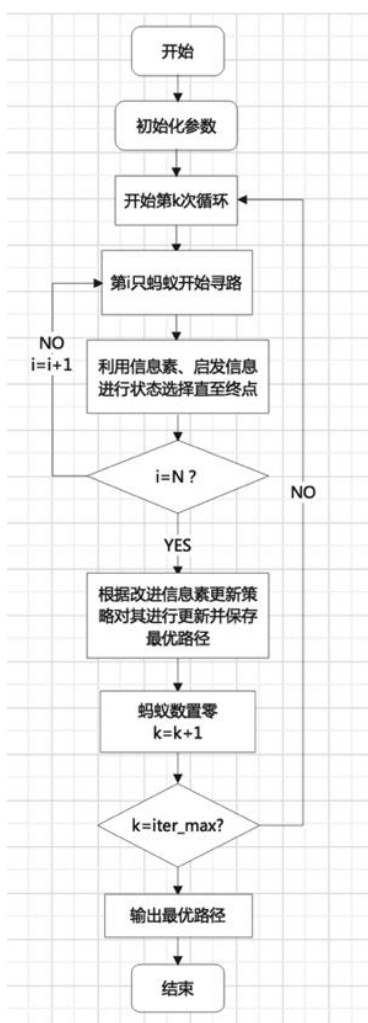 开始
初始化参数
开始第k次循环
第i只蚂蚁开始寻路
NO
i=i+1
利用信息素、启发信息
进行状态选择直至终点
i=N ?
NO
YES
根据改进信息素更新策
略对其进行更新并保存
最优路径
蚂蚁数置零
k=k+1
k=iter_max?
输出最优路径
结束